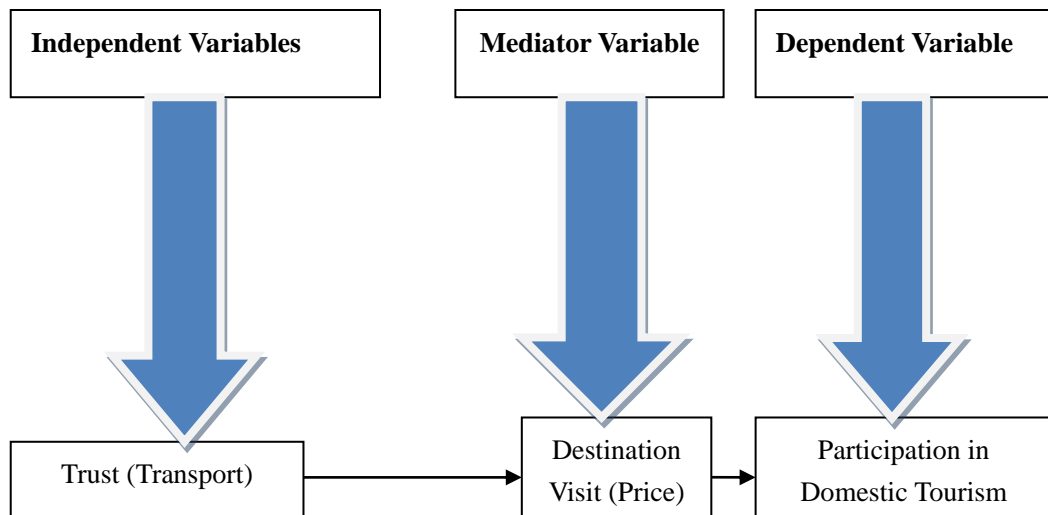 Independent Variables
Mediator Variable
Dependent Variable
Trust (Transport)
Destination
Visit (Price)
Participation in
Domestic Tourism